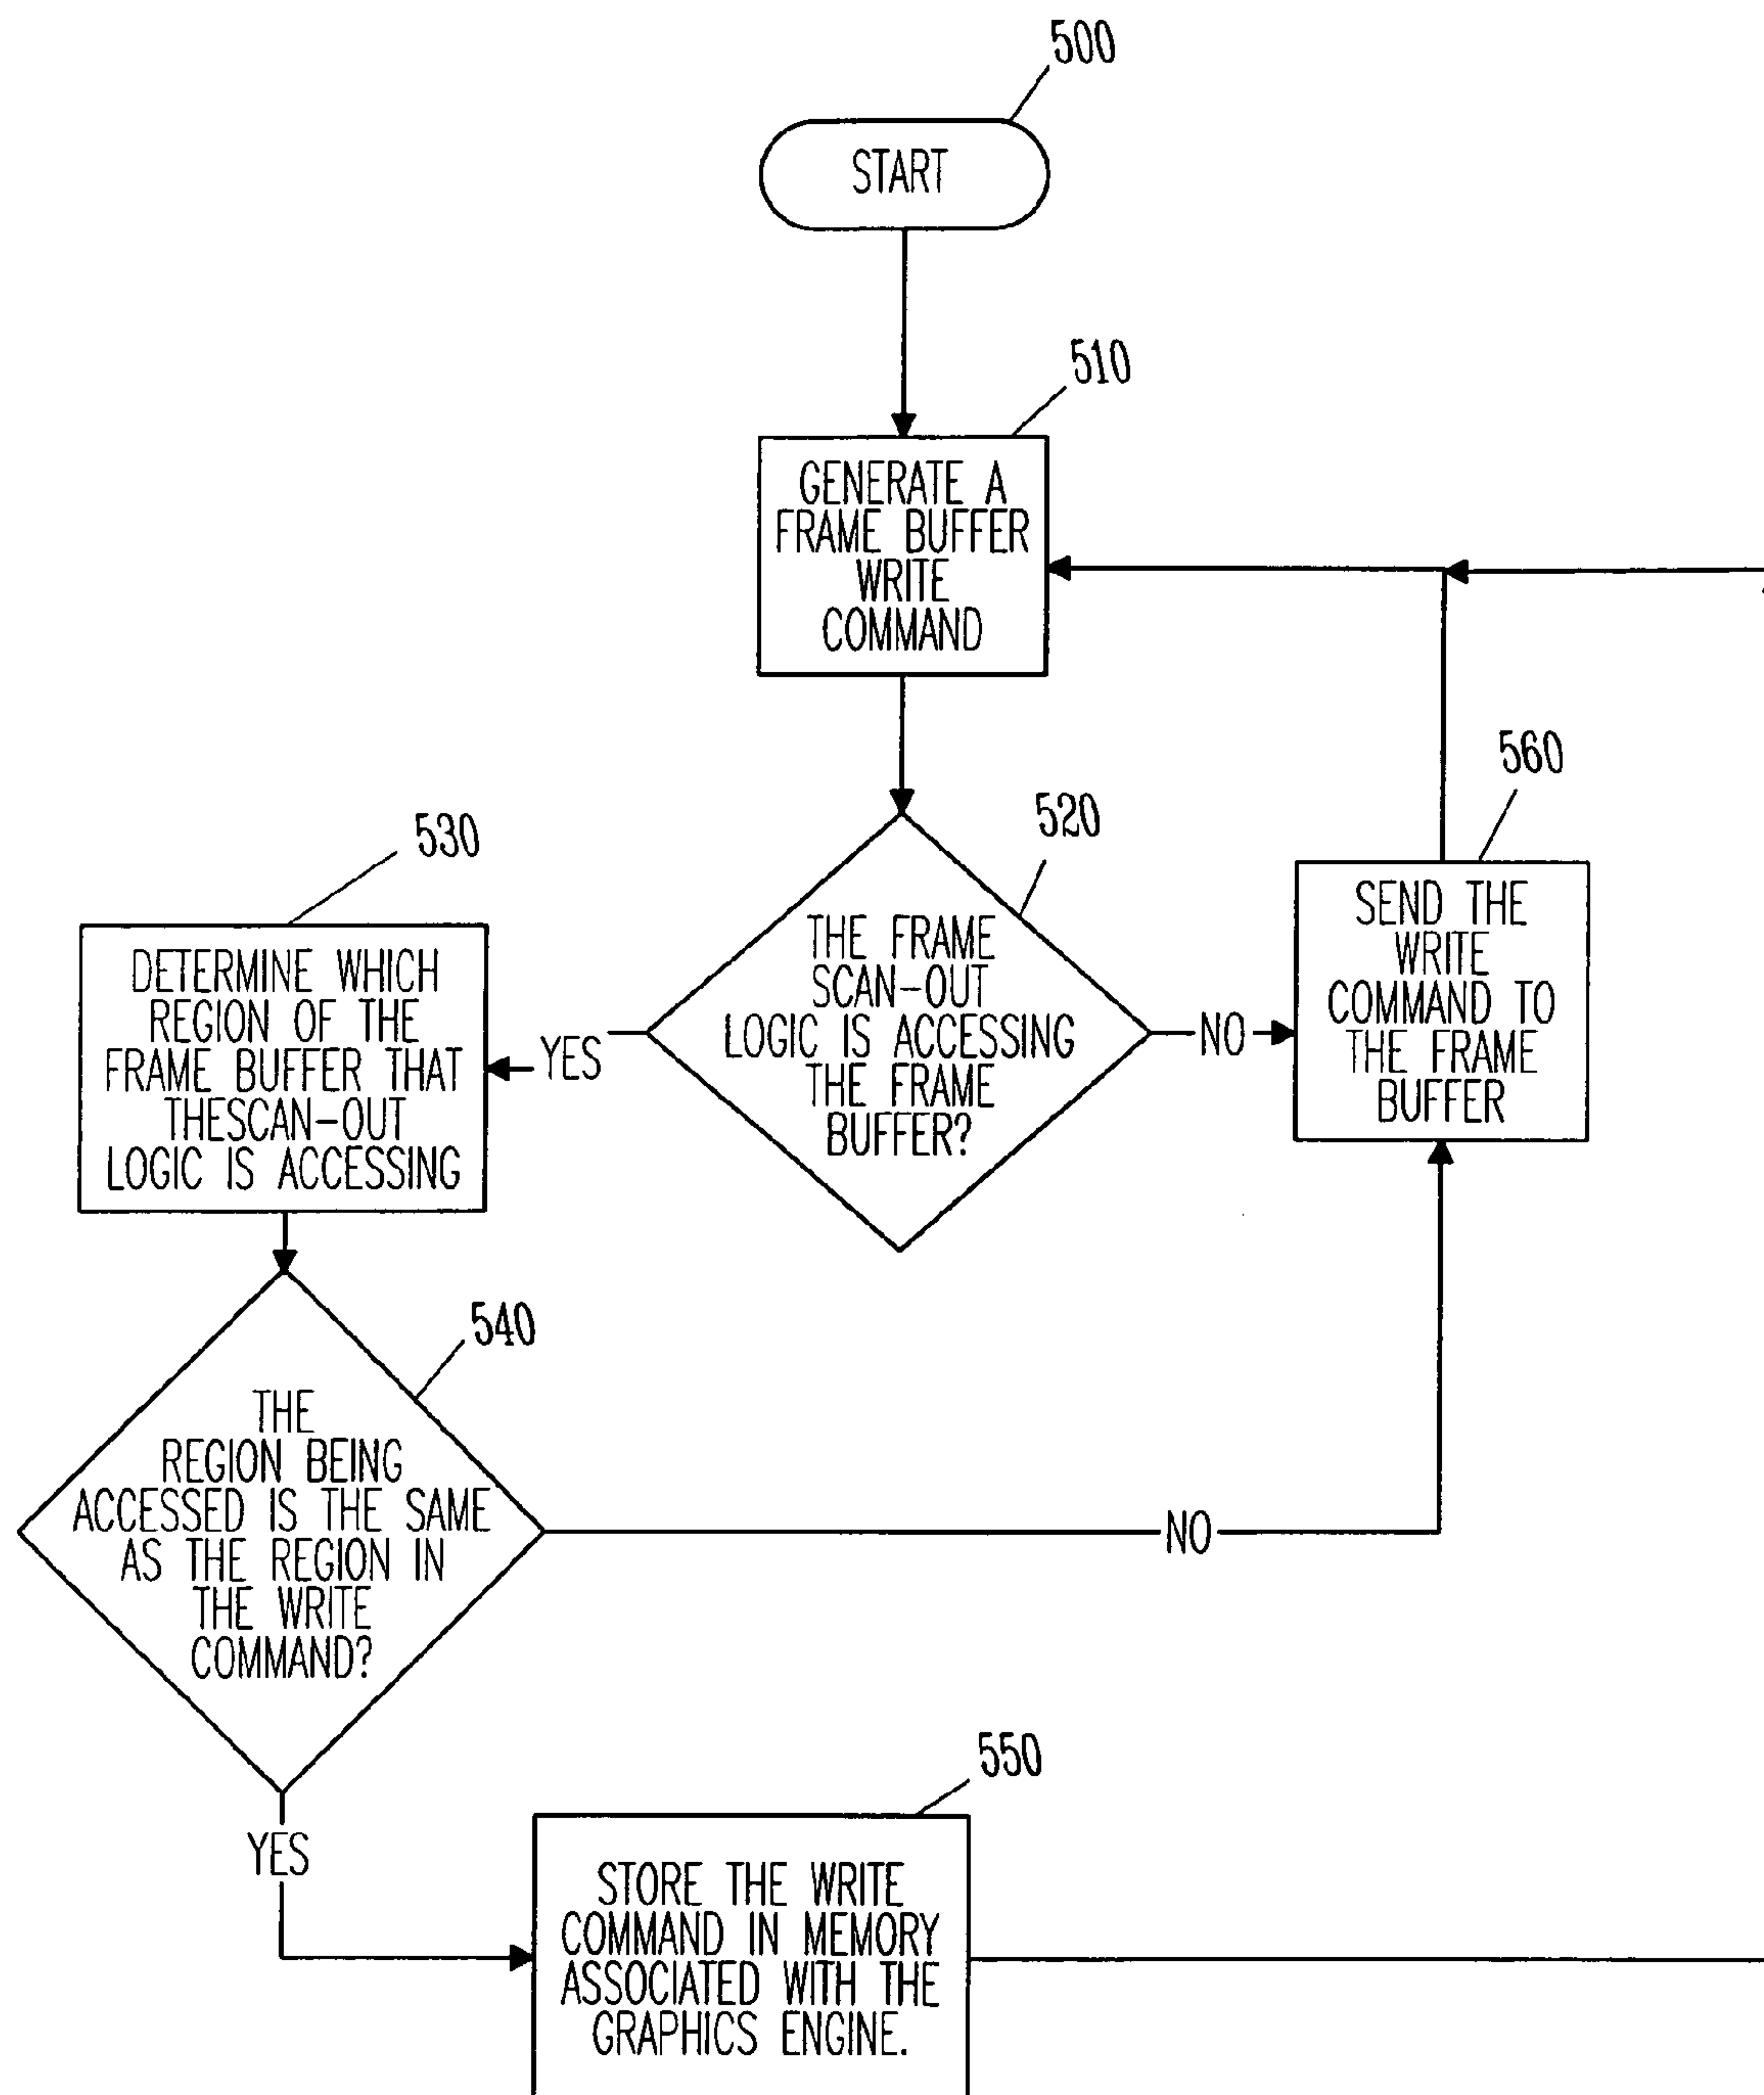 500
START
510
GENERATE A
FRAME BUFFER
WRITE
COMMAND
520
THE FRAME
SCAN-OUT
LOGIC IS ACCESSING
THE FRAME
BUFFER?
YES
NO
530
DETERMINE WHICH
REGION OF THE
FRAME BUFFER THAT
THESCAN-OUT
LOGIC IS ACCESSING
560
SEND THE
WRITE
COMMAND TO
THE FRAME
BUFFER
540
THE
REGION BEING
ACCESSED IS THE SAME
AS THE REGION IN
THE WRITE
COMMAND?
NO
YES
550
STORE THE WRITE
COMMAND IN MEMORY
ASSOCIATED WITH THE
GRAPHICS ENGINE.